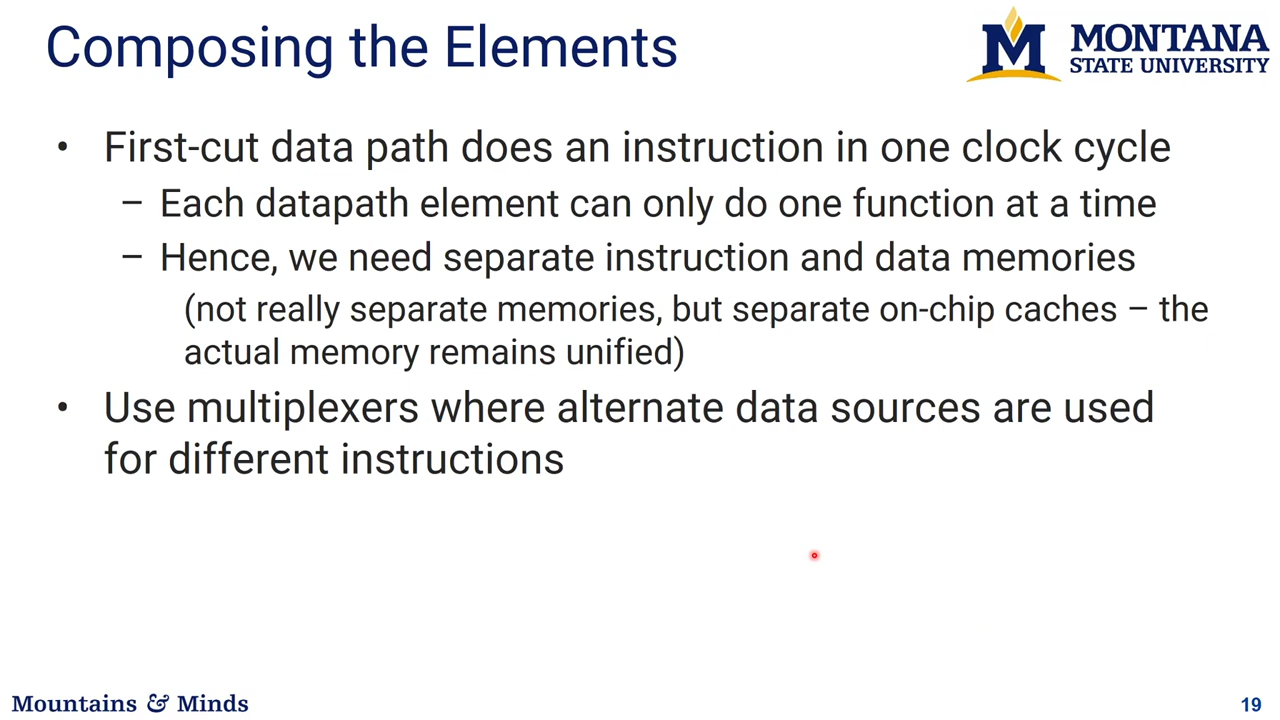 Composing the Elements
MONTANA
STATE UNIVERSITY
• First-cut data path does an instruction in one clock cycle
– Each datapath element can only do one function at a time
– Hence, we need separate instruction and data memories
(not really separate memories, but separate on-chip caches – the
actual memory remains unified)
• Use multiplexers where alternate data sources are used
for different instructions
Mountains & Minds
19